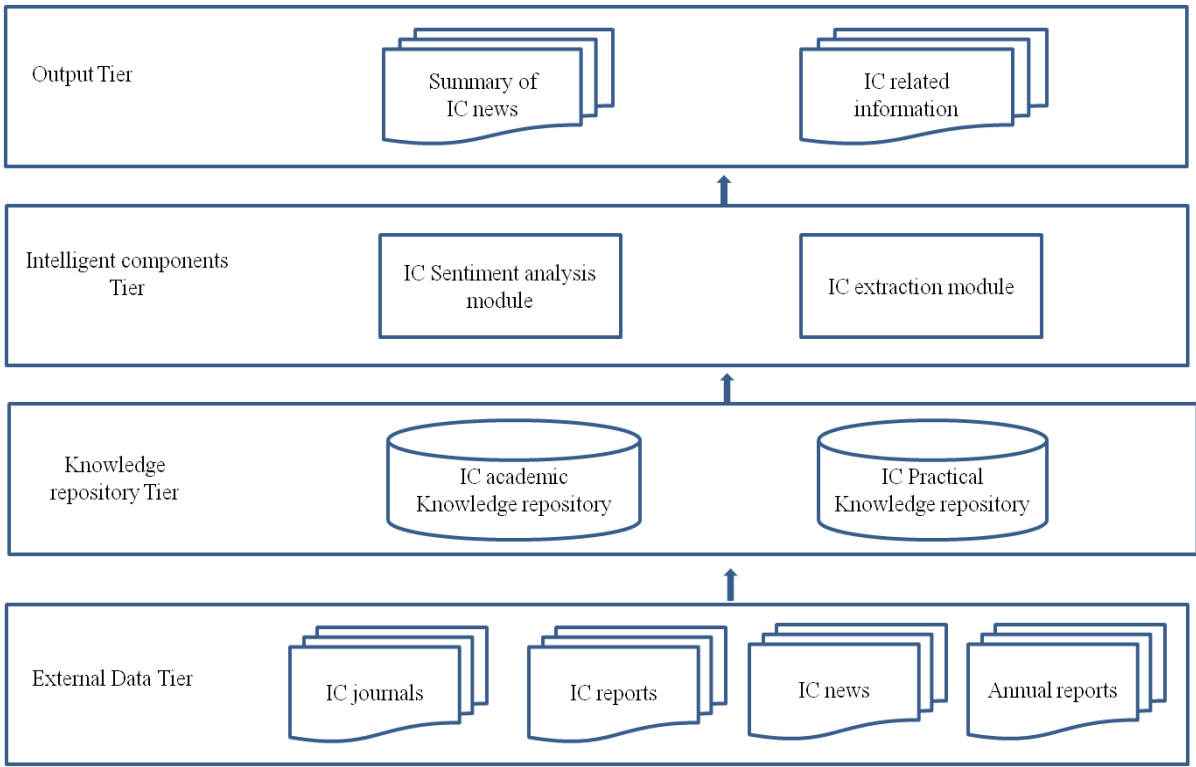 Output Tier
Summary of
IC news
IC related
information
Intelligent components
Tier
IC Sentiment analysis
module
IC extraction module
Knowledge
repository Tier
IC academic
Knowledge repository
IC Practical
Knowledge repository
External Data Tier
IC journals
IC reports
IC news
Annual reports